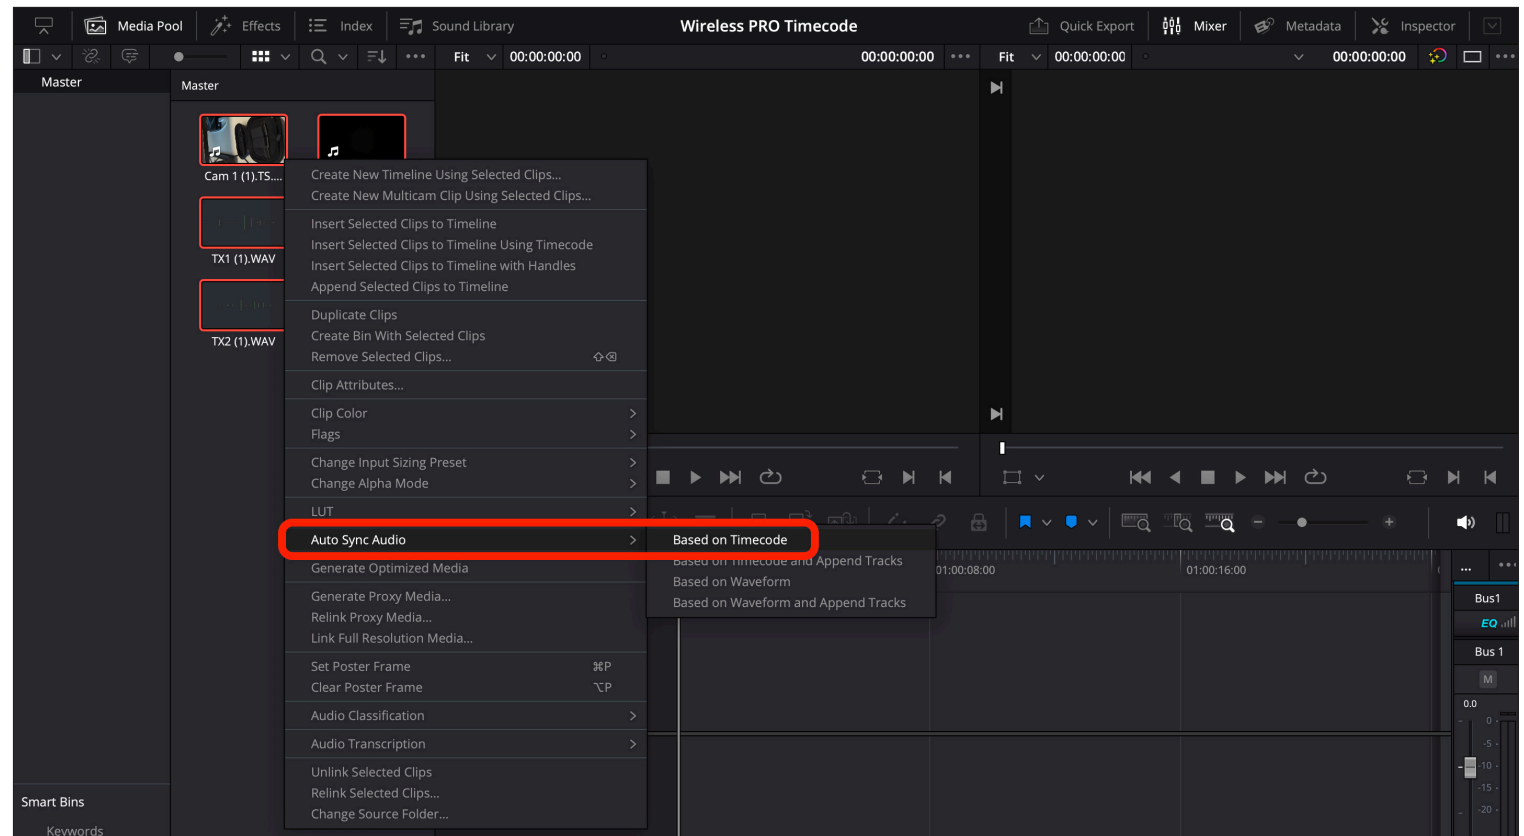 Media Pool Effects Index Sound Library Wireless PRO Timecode Quick Export Mixer Metadata Inspector
Fit 00:00:00:00 00:00:00:00 Fit 00:00:00:00 00:00:00:00
Master
Master
Cam 1 (1).TS....
TX1 (1).WAV
TX2 (1).WAV
Create New Timeline Using Selected Clips...
Create New Multicam Clip Using Selected Clips...
Insert Selected Clips to Timeline
Insert Selected Clips to Timeline Using Timecode
Insert Selected Clips to Timeline with Handles
Append Selected Clips to Timeline
Duplicate Clips
Create Bin With Selected Clips
Remove Selected Clips... ⇧⌫
Clip Attributes...
Clip Color
Flags
Change Input Sizing Preset
Change Alpha Mode
LUT
Auto Sync Audio
Generate Optimized Media
Generate Proxy Media...
Relink Proxy Media...
Link Full Resolution Media...
Set Poster Frame ⌘P
Clear Poster Frame ⌥P
Audio Classification
Audio Transcription
Unlink Selected Clips
Relink Selected Clips...
Change Source Folder...
Based on Timecode
Based on Timecode and Append Tracks
Based on Waveform
Based on Waveform and Append Tracks
01:00:08:00 01:00:16:00
Bus1
EQ
Bus 1
M
0.0
0
-5
-10
-15
-20
Smart Bins
Keywords